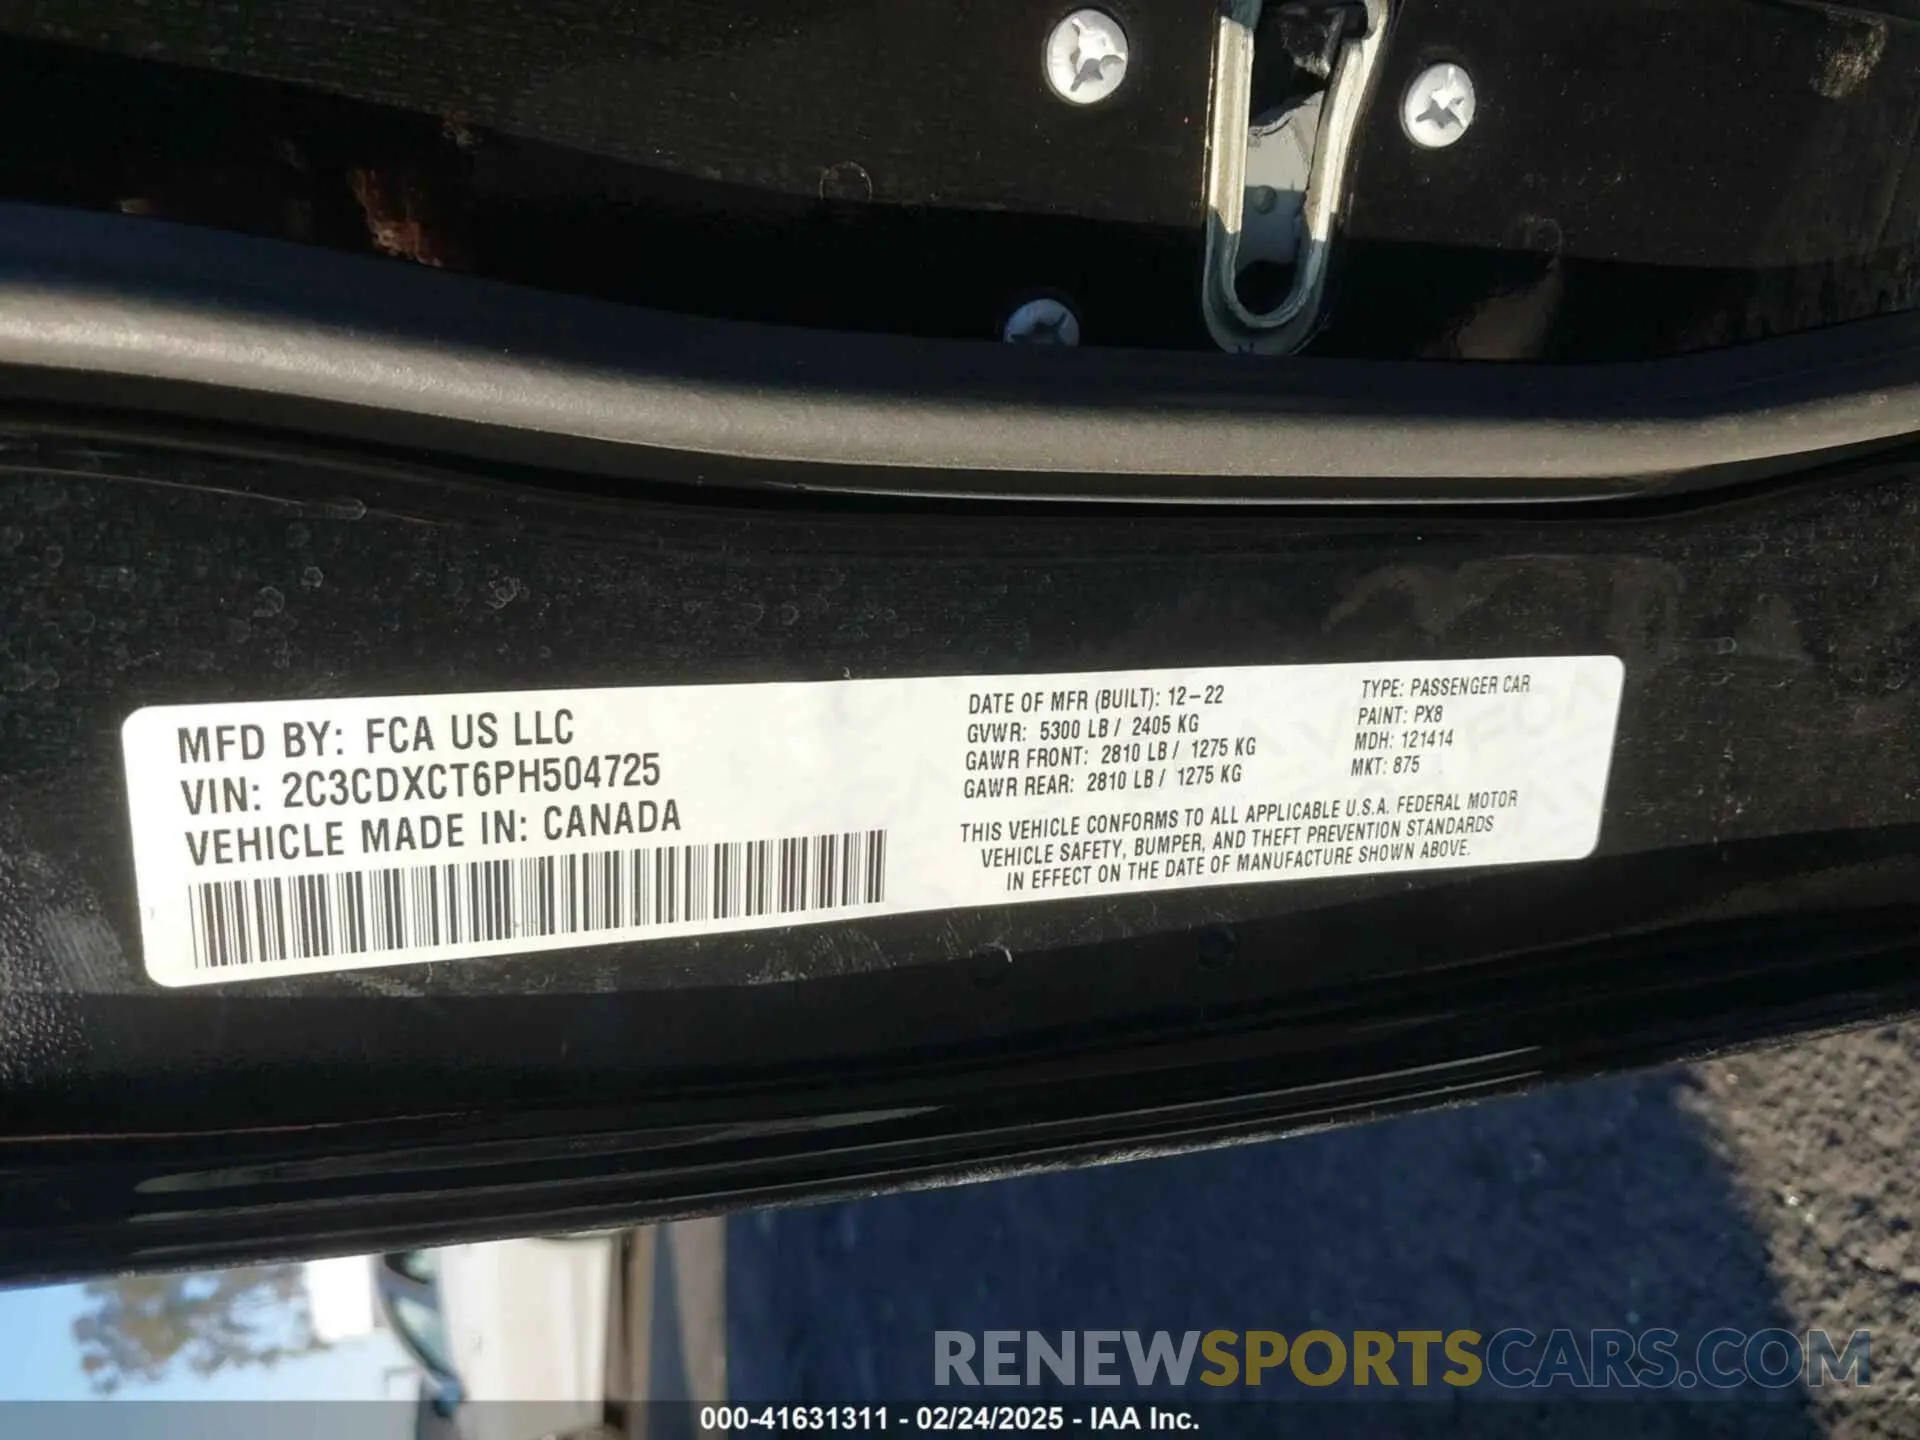 MFD BY: FCA US LLC
VIN: 2C3CDXCT6PH504725
VEHICLE MADE IN: CANADA
DATE OF MFR (BUILT): 12-22
GVWR: 5300 LB / 2405 KG
GAWR FRONT: 2810 LB / 1275 KG
GAWR REAR: 2810 LB / 1275 KG
TYPE: PASSENGER CAR
PAINT: PX8
MDH: 121414
MKT: 875
THIS VEHICLE CONFORMS TO ALL APPLICABLE U.S.A. FEDERAL MOTOR
VEHICLE SAFETY, BUMPER, AND THEFT PREVENTION STANDARDS
IN EFFECT ON THE DATE OF MANUFACTURE SHOWN ABOVE.
RENEWSPORTSCARS.COM
000-41631311 - 02/24/2025 - IAA Inc.